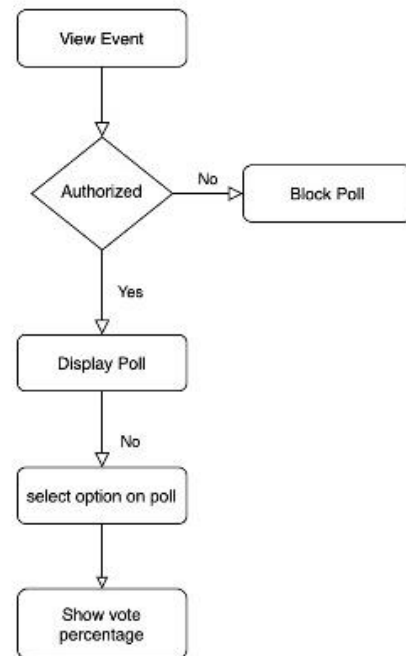 View Event
Authorized
No
Block Poll
Yes
Display Poll
No
select option on poll
Show vote
percentage